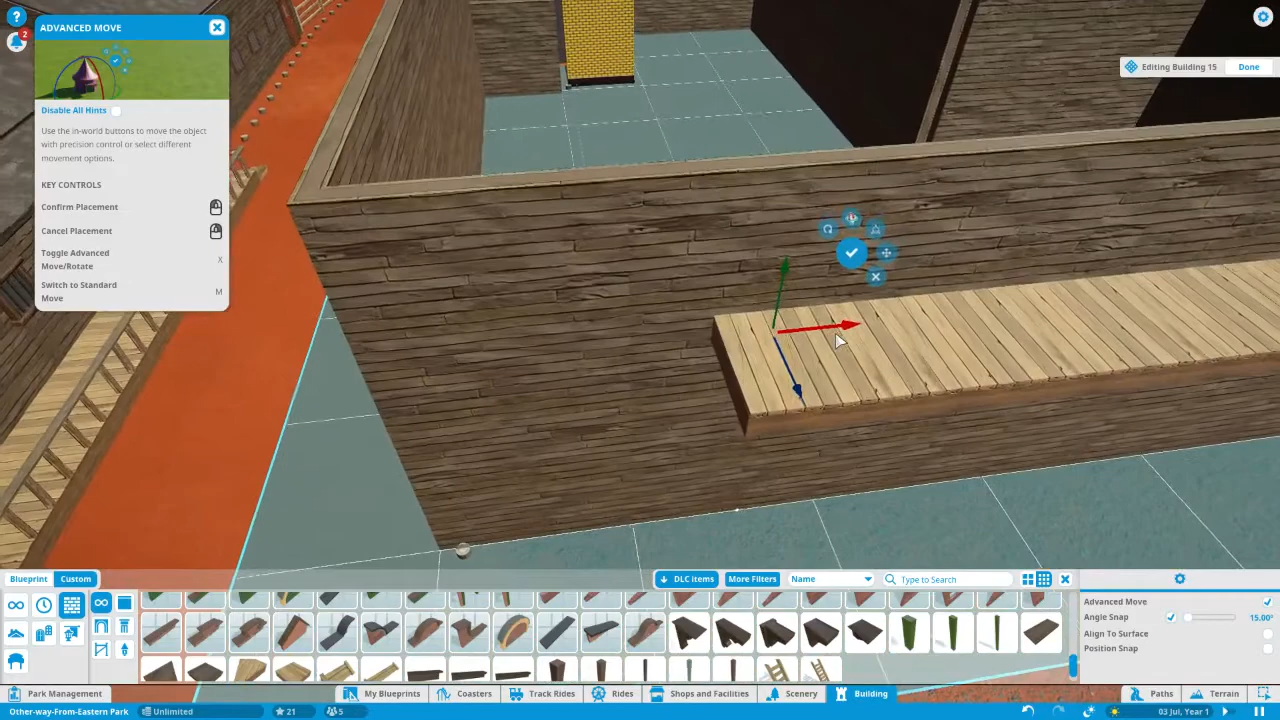 ADVANCED MOVE
2
Disable All Hints
Use the in-world buttons to move the object
with precision control or select different
movement options.
KEY CONTROLS
Confirm Placement
Cancel Placement
Toggle Advanced
Move/Rotate
X
Switch to Standard
Move
M
Editing Building 15
Done
Blueprint
Custom
DLC items
More Filters
Name
Type to Search
Advanced Move
Angle Snap
15.00°
Align To Surface
Position Snap
Park Management
My Blueprints
Coasters
Track Rides
Rides
Shops and Facilities
Scenery
Building
Paths
Terrain
Other-way-From-Eastern Park
Unlimited
21
5
03 Jul, Year 1